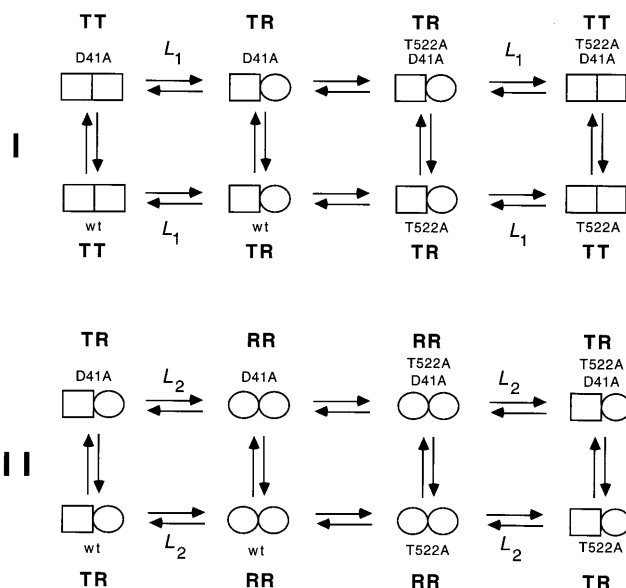 TT TR TR TT
D41A D41A T522A D41A T522A D41A
L1 L1
I
L1 L1
wt wt T522A T522A
TT TR TR TT
TR RR RR TR
D41A D41A T522A D41A T522A D41A
L2 L2
II
L2 L2
wt wt T522A T522A
TR RR RR TR